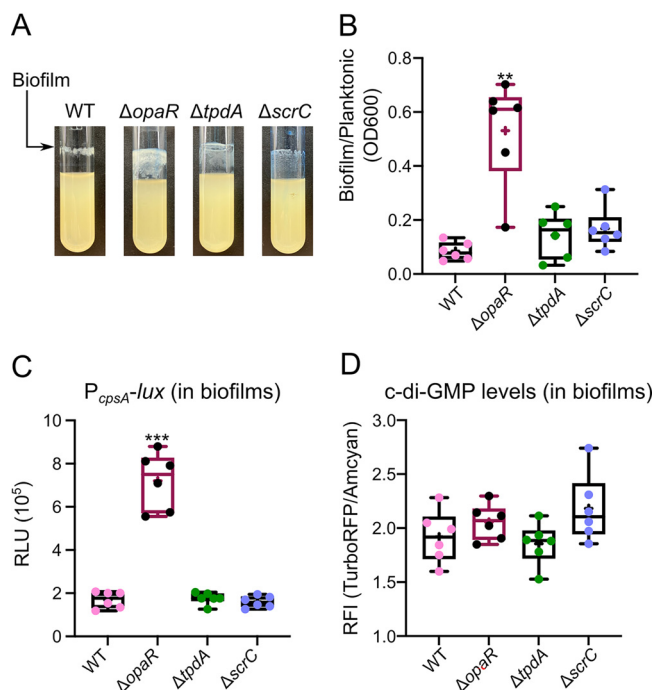 A
Biofilm
WT ΔopaR ΔtpdA ΔscrC
B
Biofilm/Planktonic
(OD600)
0.8
0.6
0.4
0.2
0.0
**
WT ΔopaR ΔtpdA ΔscrC
C
PcpsA-lux (in biofilms)
RLU (10⁵)
10
8
6
4
2
0
***
WT ΔopaR ΔtpdA ΔscrC
D
c-di-GMP levels (in biofilms)
RFI (TurboRFP/Amcyan)
3.0
2.5
2.0
1.5
1.0
WT ΔopaR ΔtpdA ΔscrC